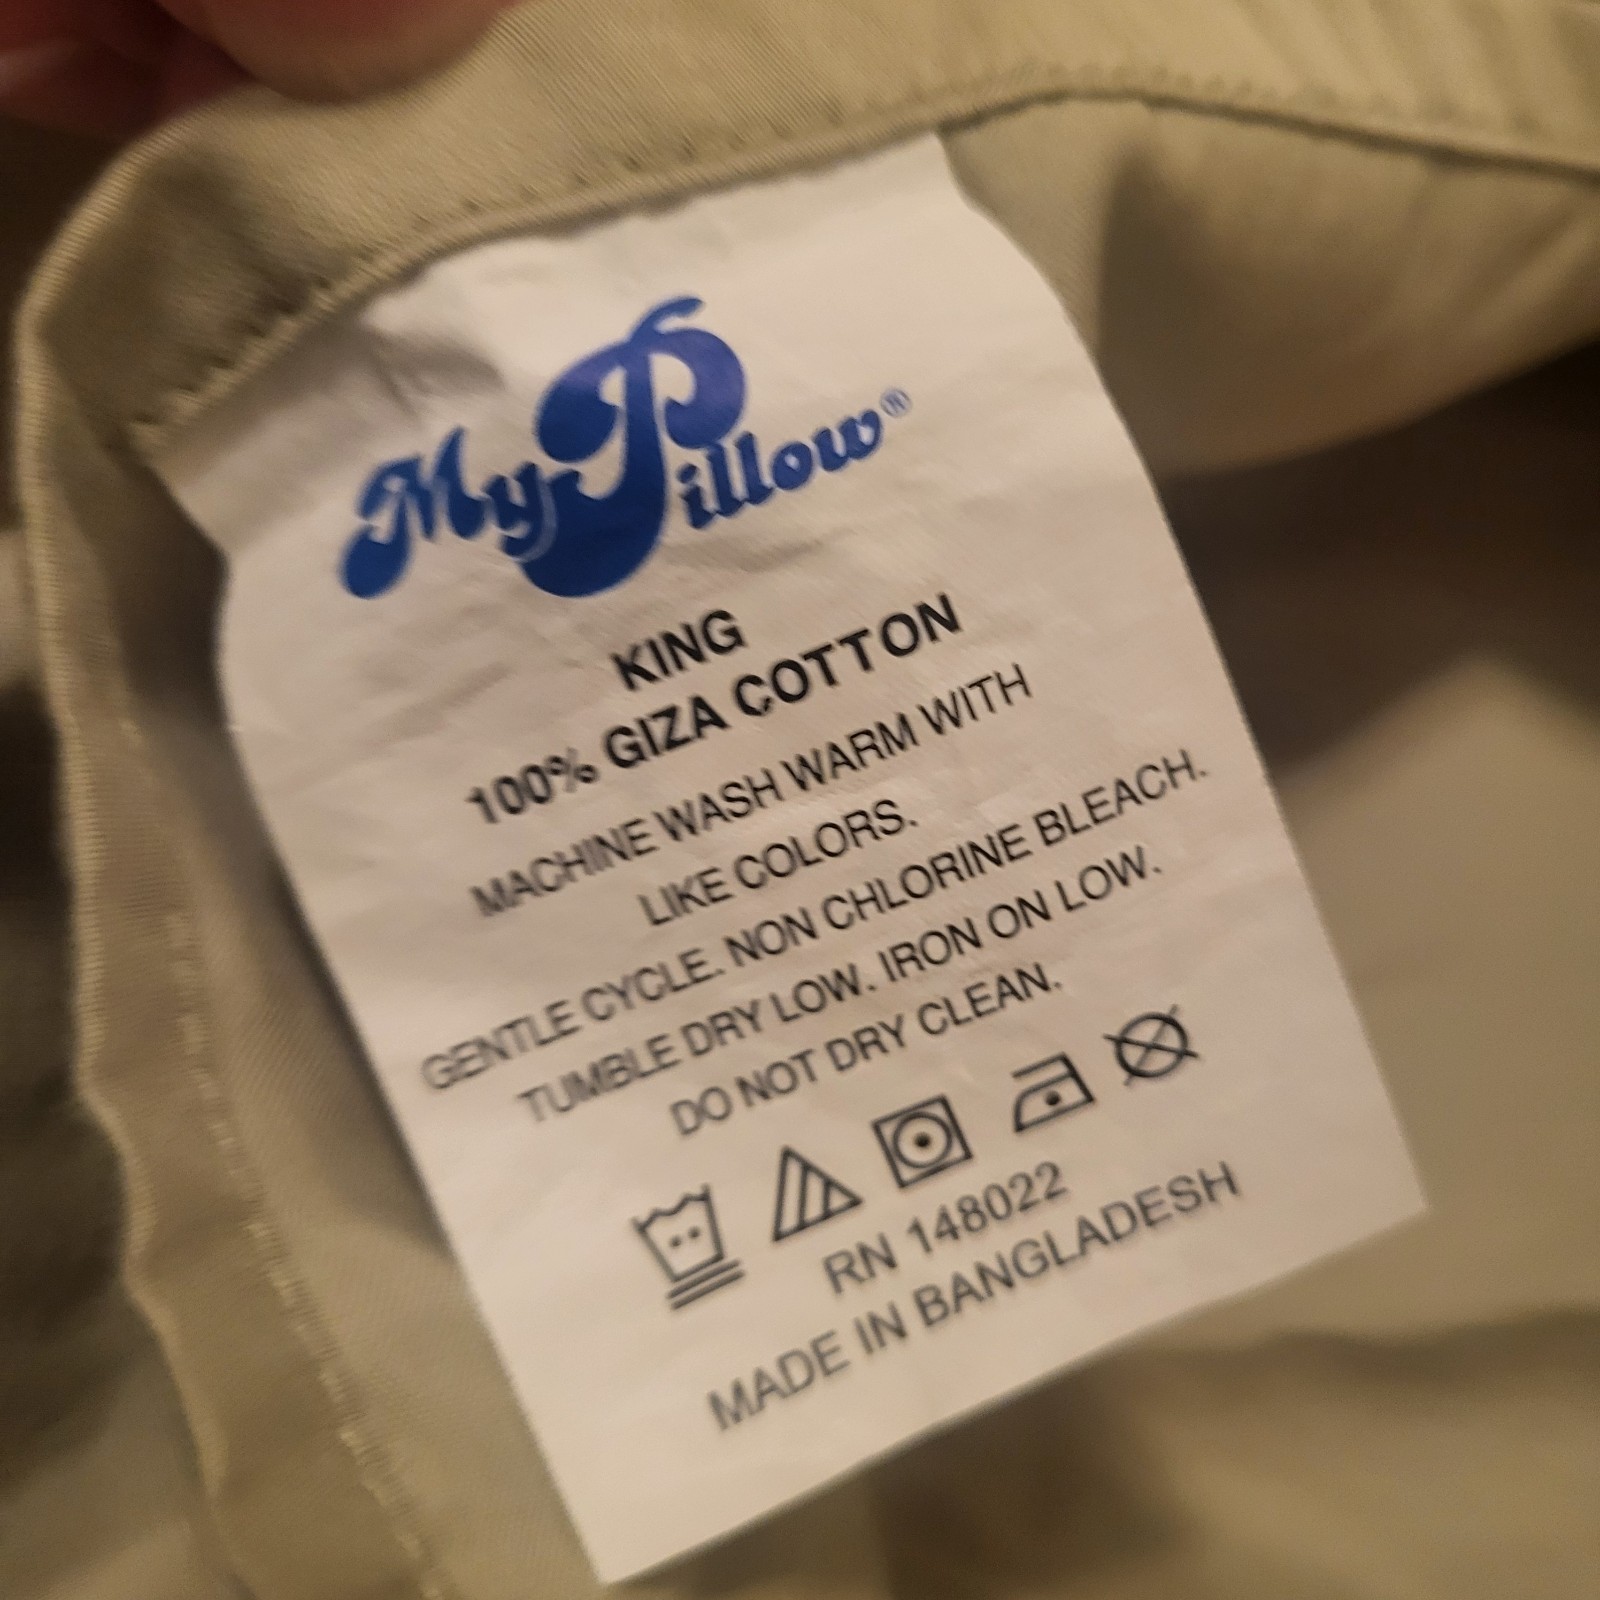 MyPillow®
KING
100% GIZA COTTON
MACHINE WASH WARM WITH
LIKE COLORS.
GENTLE CYCLE. NON CHLORINE BLEACH.
TUMBLE DRY LOW. IRON ON LOW.
DO NOT DRY CLEAN.
RN 148022
MADE IN BANGLADESH